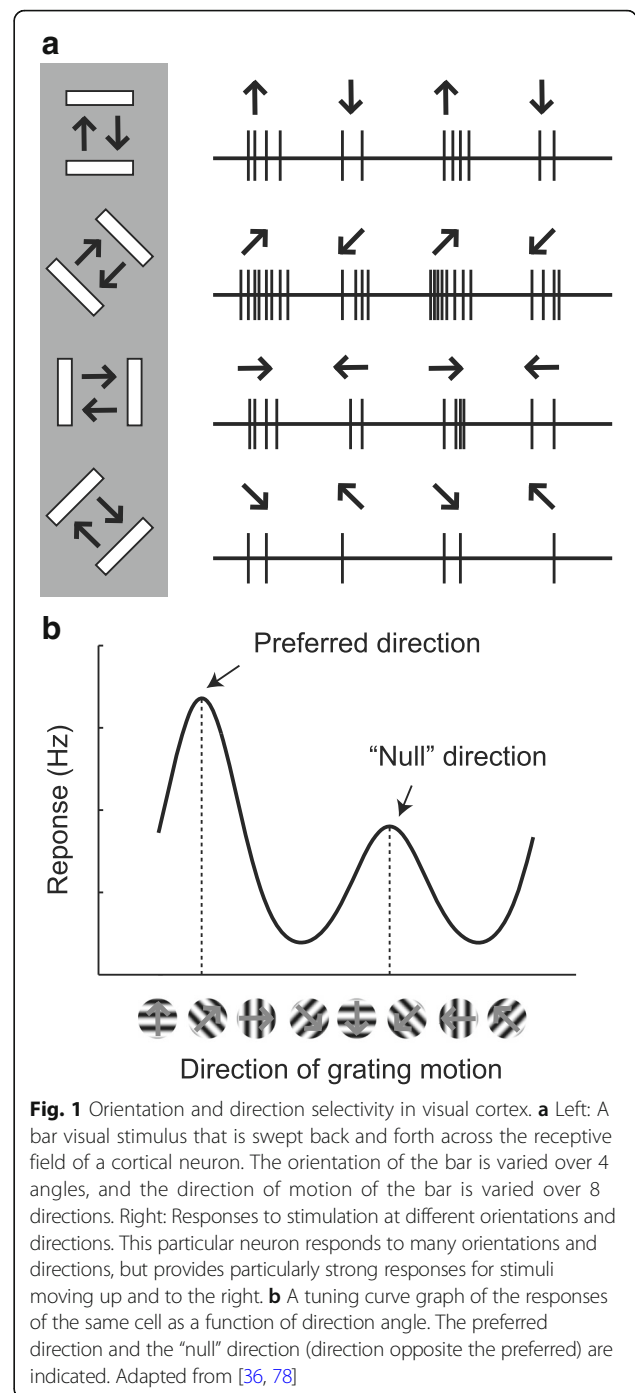 a
b
Preferred direction
“Null” direction
Reponse (Hz)
Direction of grating motion
Fig. 1 Orientation and direction selectivity in visual cortex. a Left: A
bar visual stimulus that is swept back and forth across the receptive
field of a cortical neuron. The orientation of the bar is varied over 4
angles, and the direction of motion of the bar is varied over 8
directions. Right: Responses to stimulation at different orientations and
directions. This particular neuron responds to many orientations and
directions, but provides particularly strong responses for stimuli
moving up and to the right. b A tuning curve graph of the responses
of the same cell as a function of direction angle. The preferred
direction and the “null” direction (direction opposite the preferred) are
indicated. Adapted from [36, 78]